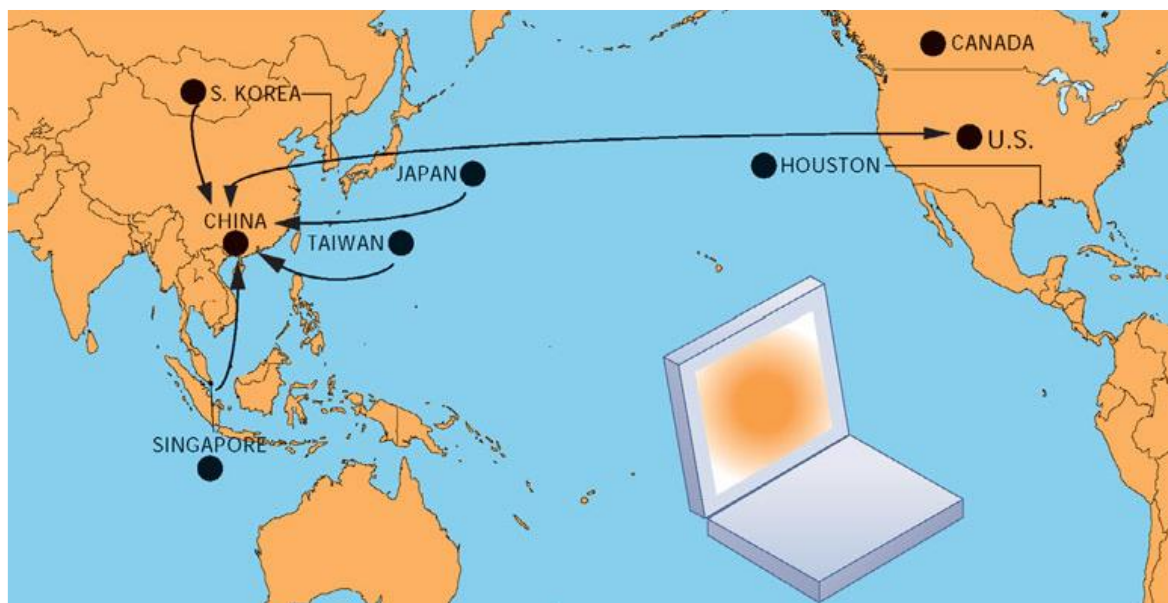 CANADA
S. KOREA
U.S.
JAPAN
HOUSTON
CHINA
TAIWAN
SINGAPORE